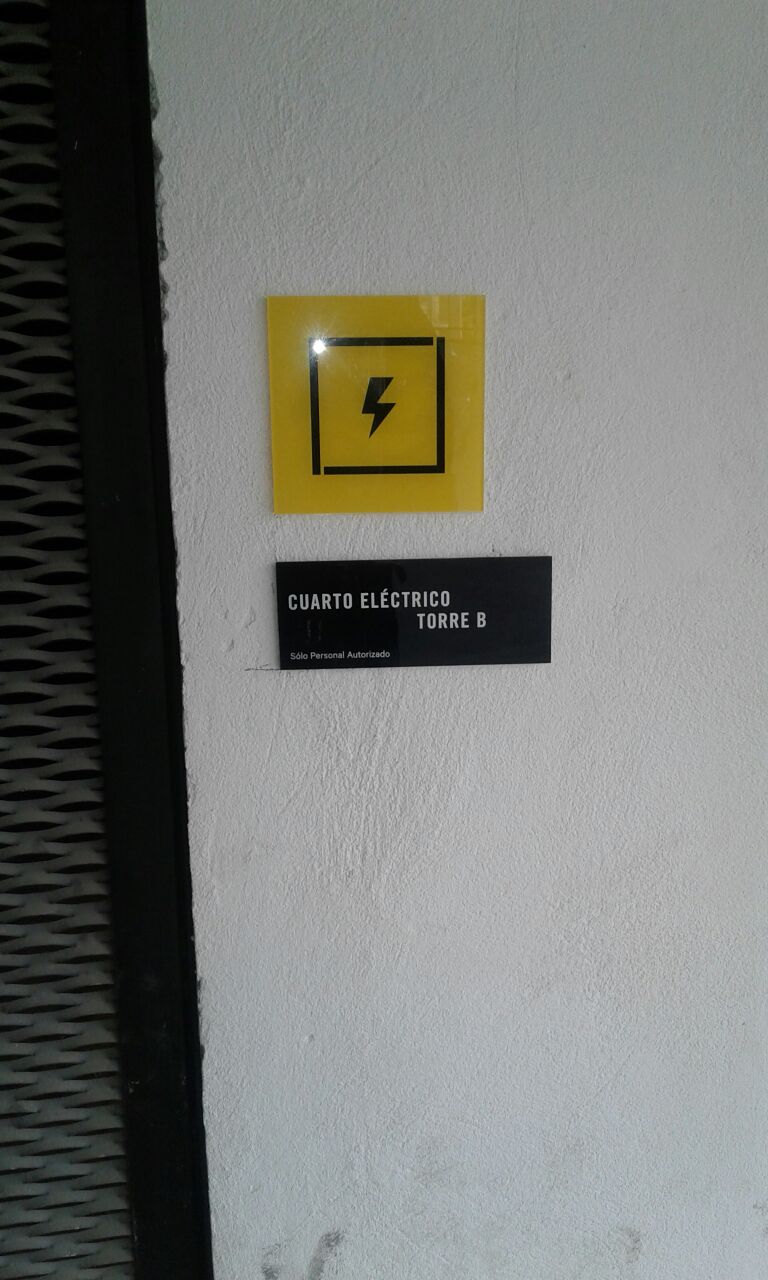 CUARTO ELÉCTRICO
TORRE B
Sólo Personal Autorizado